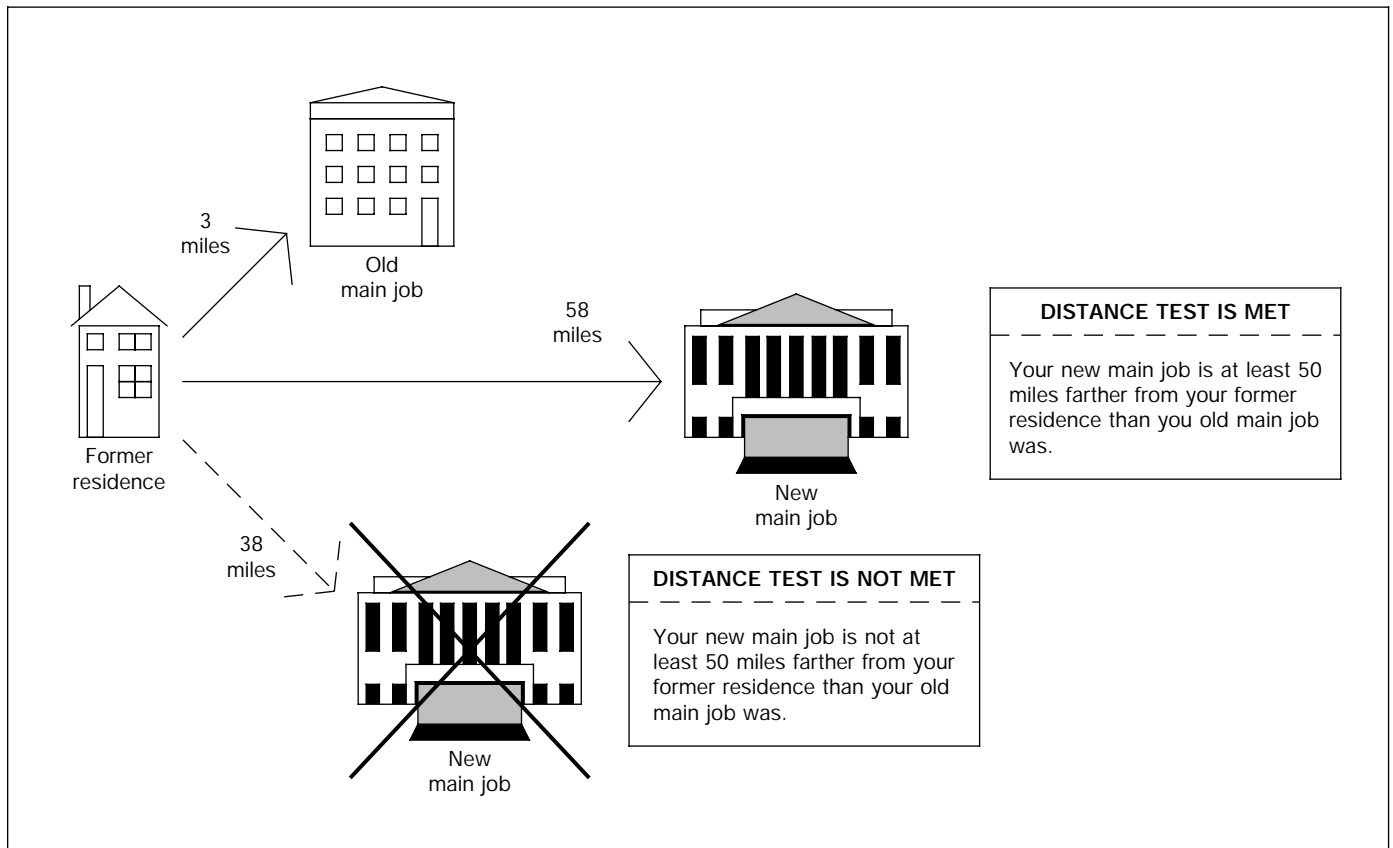 3
miles
Old
main job
58
miles
DISTANCE TEST IS MET
Your new main job is at least 50
miles farther from your former
residence than you old main job
was.
Former
residence
New
main job
38
miles
DISTANCE TEST IS NOT MET
Your new main job is not at
least 50 miles farther from your
former residence than your old
main job was.
New
main job